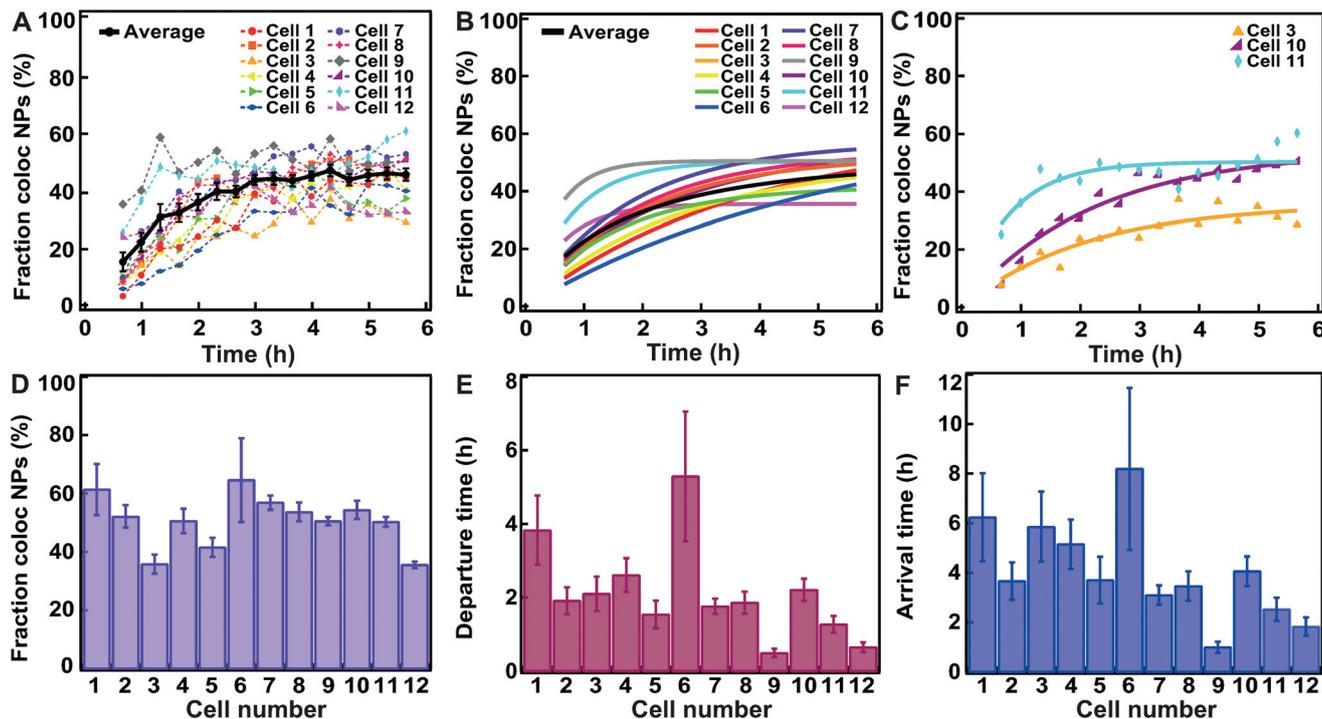 A
Fraction coloc NPs (%)
100
80
60
40
20
0
Average
Cell 1
Cell 2
Cell 3
Cell 4
Cell 5
Cell 6
Cell 7
Cell 8
Cell 9
Cell 10
Cell 11
Cell 12
0 1 2 3 4 5 6
Time (h)
B
Fraction coloc NPs (%)
100
80
60
40
20
0
Average
Cell 1
Cell 2
Cell 3
Cell 4
Cell 5
Cell 6
Cell 7
Cell 8
Cell 9
Cell 10
Cell 11
Cell 12
0 1 2 3 4 5 6
Time (h)
C
Fraction coloc NPs (%)
100
80
60
40
20
0
Cell 3
Cell 10
Cell 11
0 1 2 3 4 5 6
Time (h)
D
Fraction coloc NPs (%)
100
80
60
40
20
0
1 2 3 4 5 6 7 8 9 10 11 12
Cell number
E
Departure time (h)
8
6
4
2
0
1 2 3 4 5 6 7 8 9 10 11 12
Cell number
F
Arrival time (h)
12
10
8
6
4
2
0
1 2 3 4 5 6 7 8 9 10 11 12
Cell number